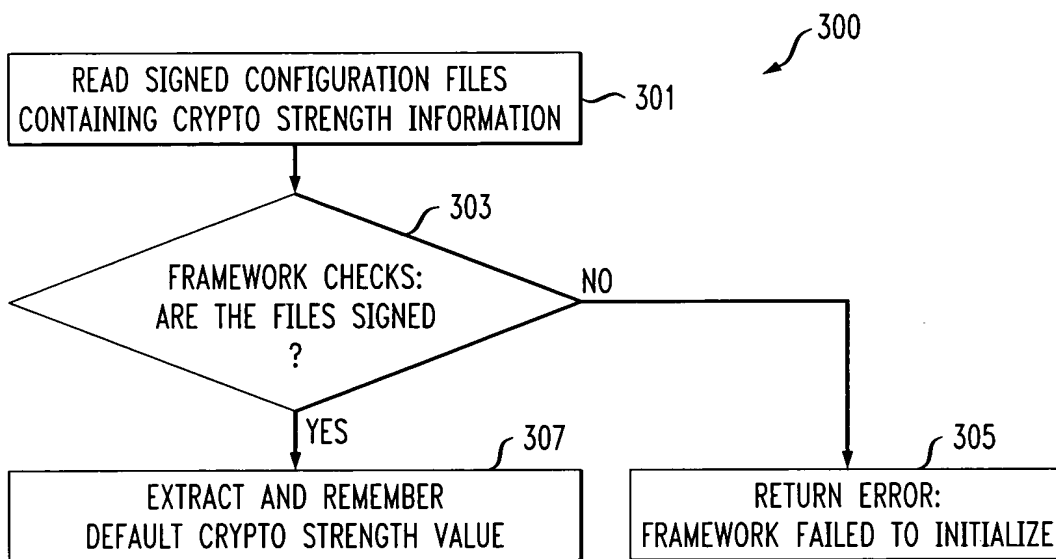 300
READ SIGNED CONFIGURATION FILES
CONTAINING CRYPTO STRENGTH INFORMATION
301
303
FRAMEWORK CHECKS:
ARE THE FILES SIGNED
?
NO
YES
307
EXTRACT AND REMEMBER
DEFAULT CRYPTO STRENGTH VALUE
305
RETURN ERROR:
FRAMEWORK FAILED TO INITIALIZE